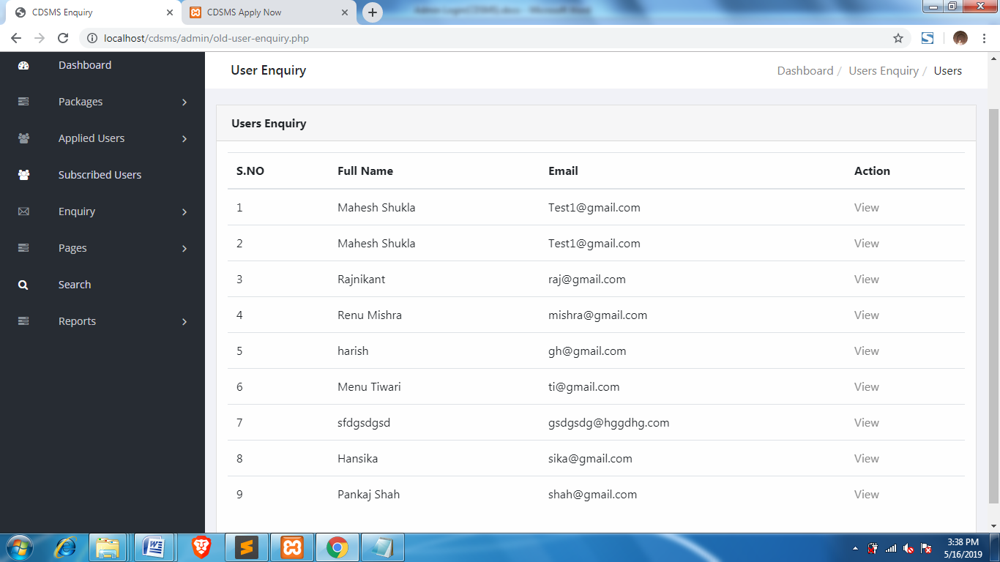 CDSMS Enquiry
CDSMS Apply Now
localhost/cdsms/admin/old-user-enquiry.php
Dashboard
Packages
Applied Users
Subscribed Users
Enquiry
Pages
Search
Reports
User Enquiry
Dashboard / Users Enquiry / Users
Users Enquiry
S.NO Full Name Email Action
1 Mahesh Shukla Test1@gmail.com View
2 Mahesh Shukla Test1@gmail.com View
3 Rajnikant raj@gmail.com View
4 Renu Mishra mishra@gmail.com View
5 harish gh@gmail.com View
6 Menu Tiwari ti@gmail.com View
7 sfdgsdgsd gsdgsdg@hggdhg.com View
8 Hansika sika@gmail.com View
9 Pankaj Shah shah@gmail.com View
3:38 PM
5/16/2019